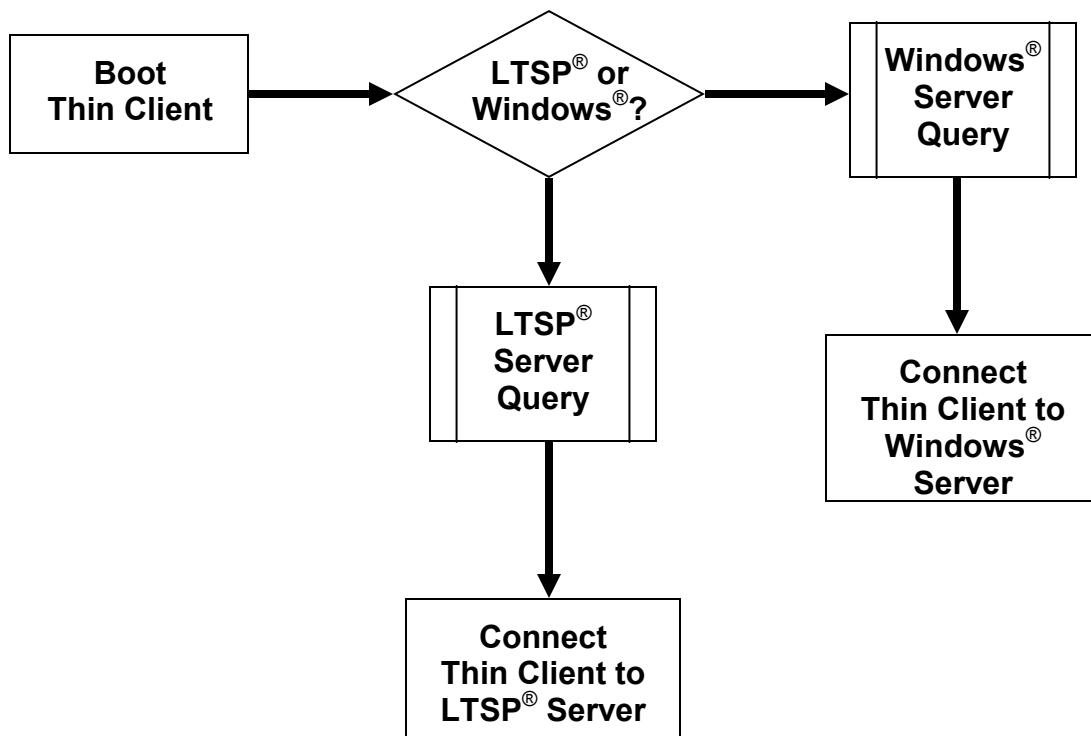 Boot
Thin Client
LTSP® or
Windows®?
Windows®
Server
Query
LTSP®
Server
Query
Connect
Thin Client to
Windows®
Server
Connect
Thin Client to
LTSP® Server